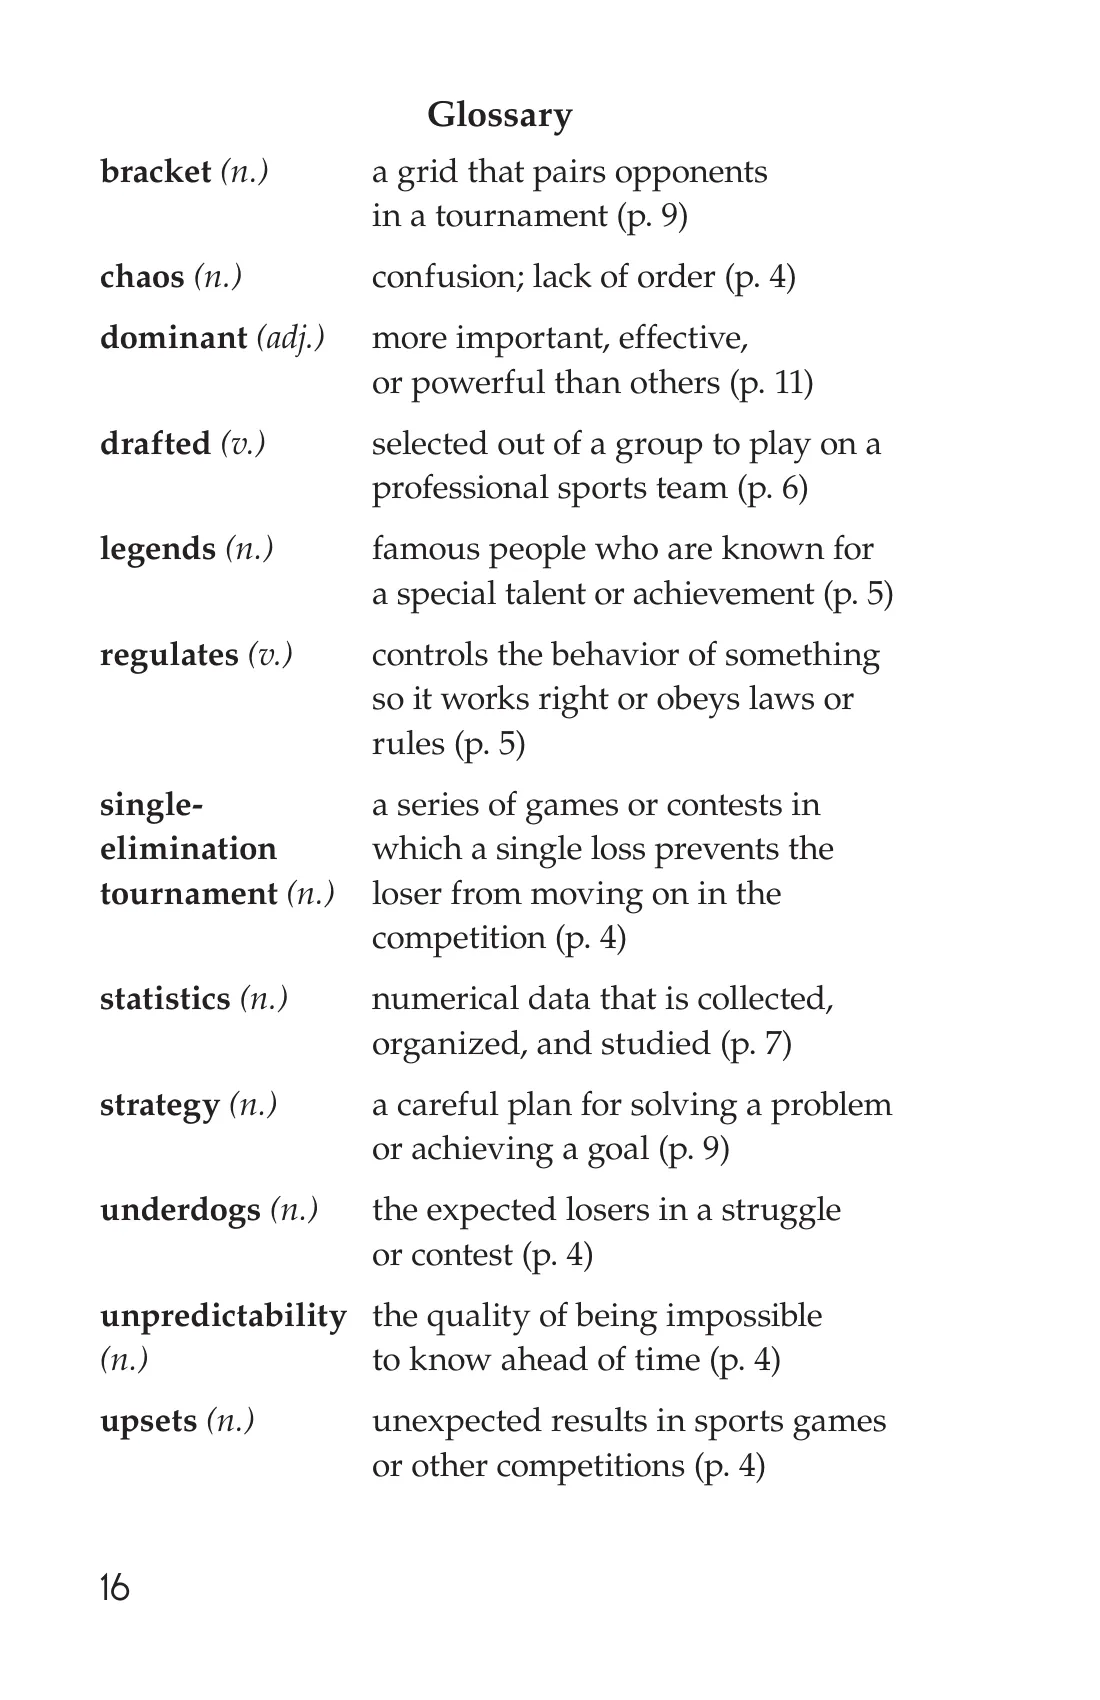 Glossary
bracket (n.) a grid that pairs opponents
in a tournament (p. 9)
chaos (n.) confusion; lack of order (p. 4)
dominant (adj.) more important, effective,
or powerful than others (p. 11)
drafted (v.) selected out of a group to play on a
professional sports team (p. 6)
legends (n.) famous people who are known for
a special talent or achievement (p. 5)
regulates (v.) controls the behavior of something
so it works right or obeys laws or
rules (p. 5)
single- a series of games or contests in
elimination which a single loss prevents the
tournament (n.) loser from moving on in the
competition (p. 4)
statistics (n.) numerical data that is collected,
organized, and studied (p. 7)
strategy (n.) a careful plan for solving a problem
or achieving a goal (p. 9)
underdogs (n.) the expected losers in a struggle
or contest (p. 4)
unpredictability the quality of being impossible
(n.) to know ahead of time (p. 4)
upsets (n.) unexpected results in sports games
or other competitions (p. 4)
16